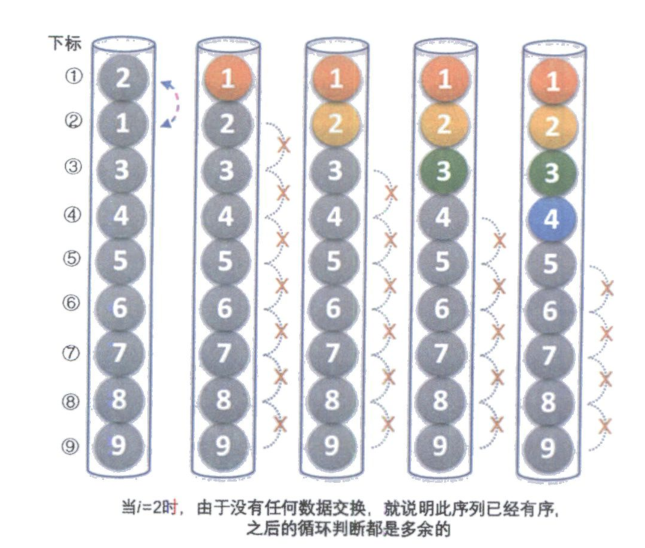 下标
① 2 1 1 1 1
② 1 2 2 2 2
③ 3 3 3 3 3
④ 4 4 4 4 4
⑤ 5 5 5 5 5
⑥ 6 6 6 6 6
⑦ 7 7 7 7 7
⑧ 8 8 8 8 8
⑨ 9 9 9 9 9
当i=2时，由于没有任何数据交换，就说明此序列已经有序，
之后的循环判断都是多余的